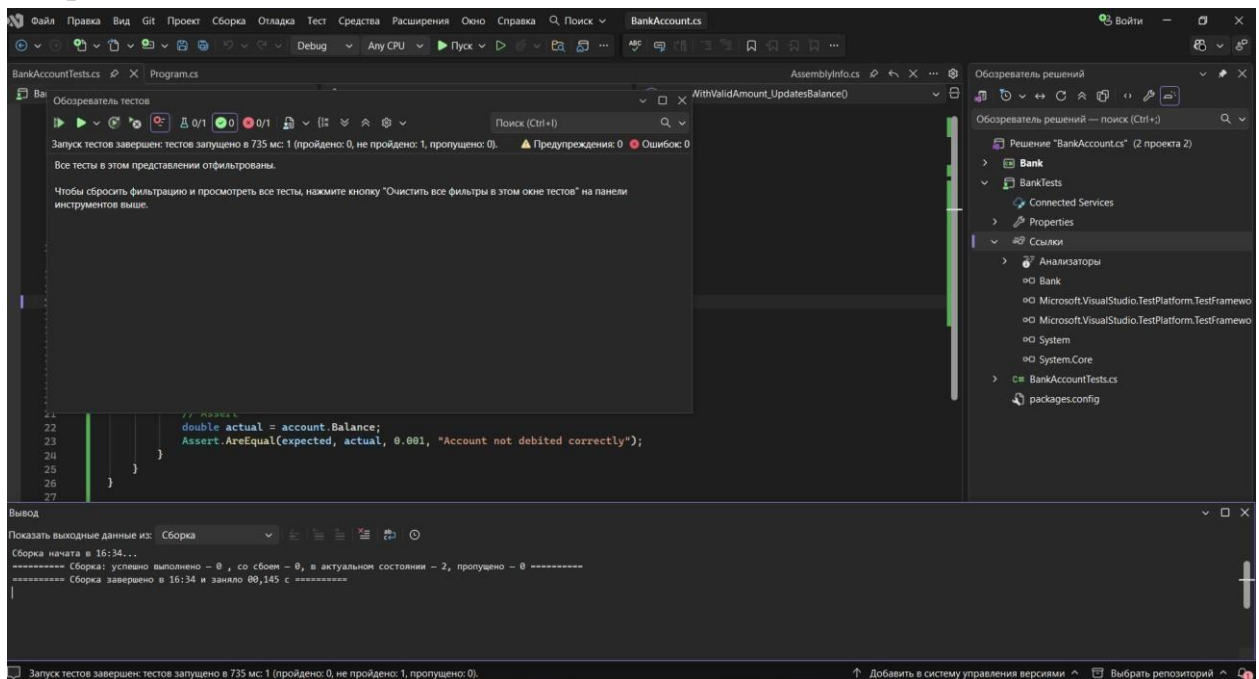 Файл Правка Вид Git Проект Сборка Отладка Тест Средства Расширения Окно Справка Поиск BankAccount.cs Войти
Debug Any CPU Пуск
BankAccountTests.cs Program.cs AssemblyInfo.cs
Ba WithValidAmount_UpdatesBalance()
Обозреватель тестов
0/1 0 0/1 Поиск (Ctrl+I)
Запуск тестов завершен: тестов запущено в 735 мс: 1 (пройдено: 0, не пройдено: 1, пропущено: 0). Предупреждения: 0 Ошибок: 0
Все тесты в этом представлении отфильтрованы.
Чтобы сбросить фильтрацию и просмотреть все тесты, нажмите кнопку "Очистить все фильтры в этом окне тестов" на панели
инструментов выше.
21 // Assert
22 double actual = account.Balance;
23 Assert.AreEqual(expected, actual, 0.001, "Account not debited correctly");
24 }
25 }
26 }
27
Обозреватель решений
Обозреватель решений — поиск (Ctrl+;)
Решение "BankAccount.cs" (2 проекта 2)
Bank
BankTests
Connected Services
Properties
Ссылки
Анализаторы
Bank
Microsoft.VisualStudio.TestPlatform.TestFramewo
Microsoft.VisualStudio.TestPlatform.TestFramewo
System
System.Core
C# BankAccountTests.cs
packages.config
Вывод
Показать выходные данные из: Сборка
Сборка начата в 16:34...
========== Сборка: успешно выполнено — 0 , со сбоем — 0, в актуальном состоянии — 2, пропущено — 0 ==========
========== Сборка завершено в 16:34 и заняло 00,145 с ==========
Запуск тестов завершен: тестов запущено в 735 мс: 1 (пройдено: 0, не пройдено: 1, пропущено: 0). Добавить в систему управления версиями Выбрать репозиторий